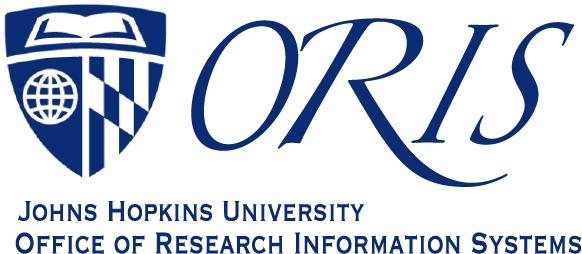 ORIS
JOHNS HOPKINS UNIVERSITY
OFFICE OF RESEARCH INFORMATION SYSTEMS